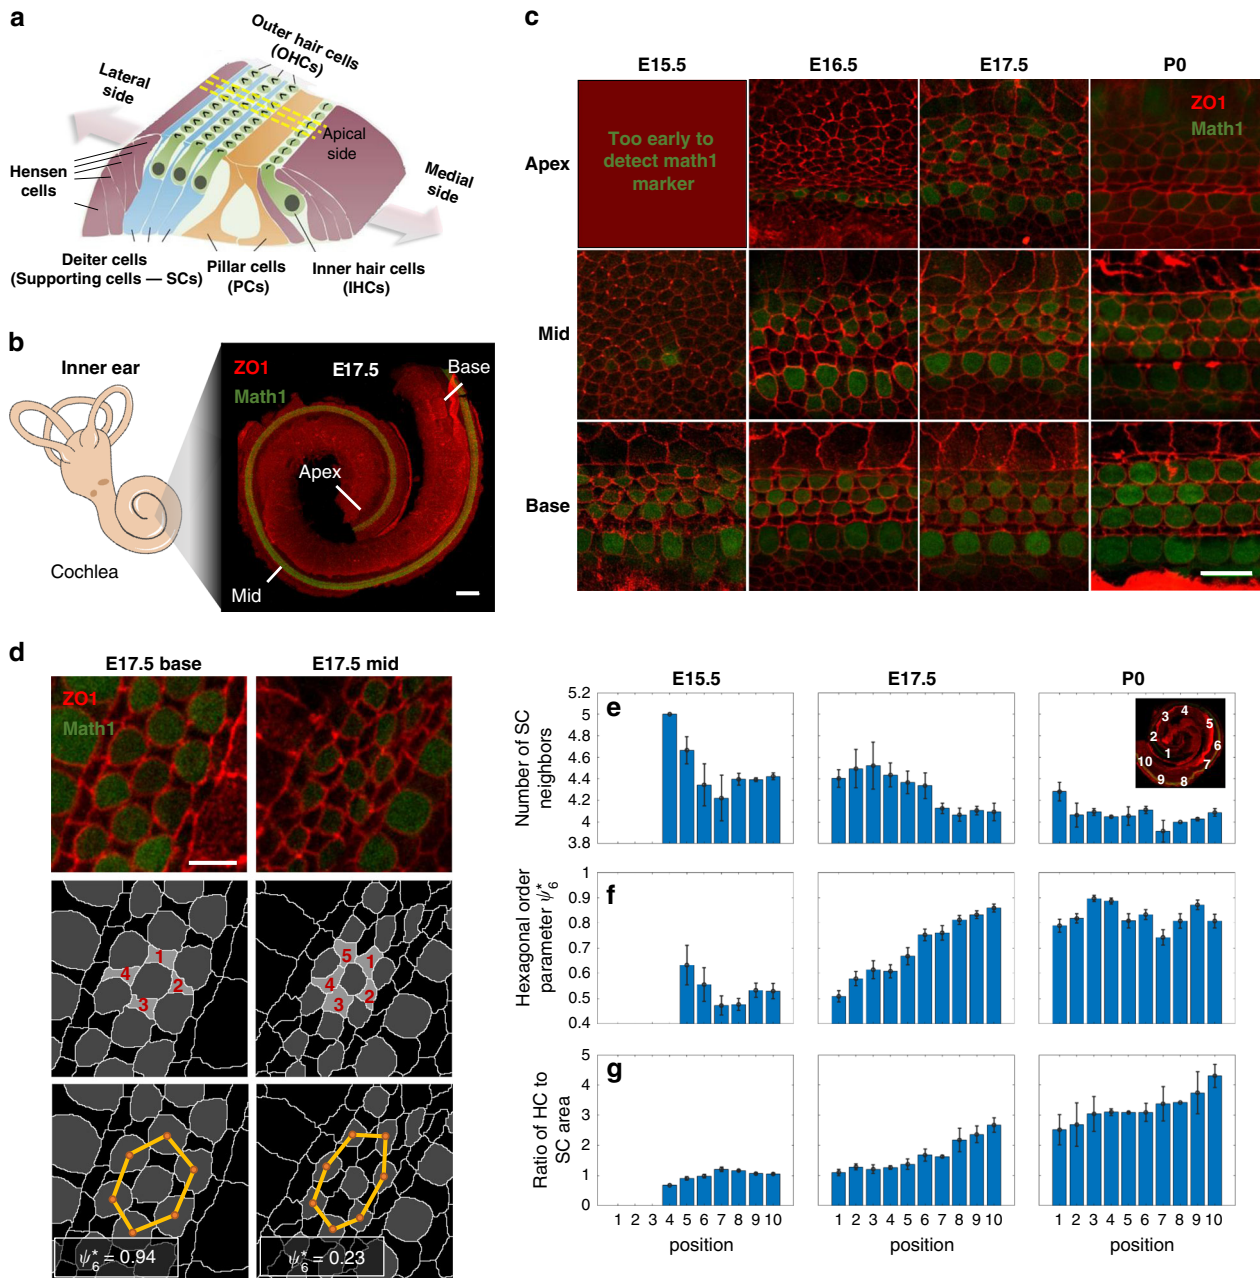 a
Outer hair cells
(OHCs)
Lateral
side
Apical
side
Hensen
cells
Medial
side
Deiter cells
(Supporting cells — SCs)
Pillar cells
(PCs)
Inner hair cells
(IHCs)
b
Inner ear
Cochlea
ZO1
Math1
E17.5
Base
Apex
Mid
c
E15.5 E16.5 E17.5 P0
Apex
Too early to
detect math1
marker
ZO1
Math1
Mid
Base
d
E17.5 base
E17.5 mid
ZO1
Math1
1
2
3
4
5
1
2
3
4
ψ*6 = 0.94
ψ*6 = 0.23
E15.5 E17.5 P0
e
Number of SC
neighbors
5.2
5
4.8
4.6
4.4
4.2
4
3.8
1 2 3 4 5 6 7 8 9 10
f
Hexagonal order
parameter ψ*6
1
0.9
0.8
0.7
0.6
0.5
0.4
g
Ratio of HC to
SC area
5
4
3
2
1
0
1 2 3 4 5 6 7 8 9 10
position
1 2 3 4 5 6 7 8 9 10
position
1 2 3 4 5 6 7 8 9 10
position